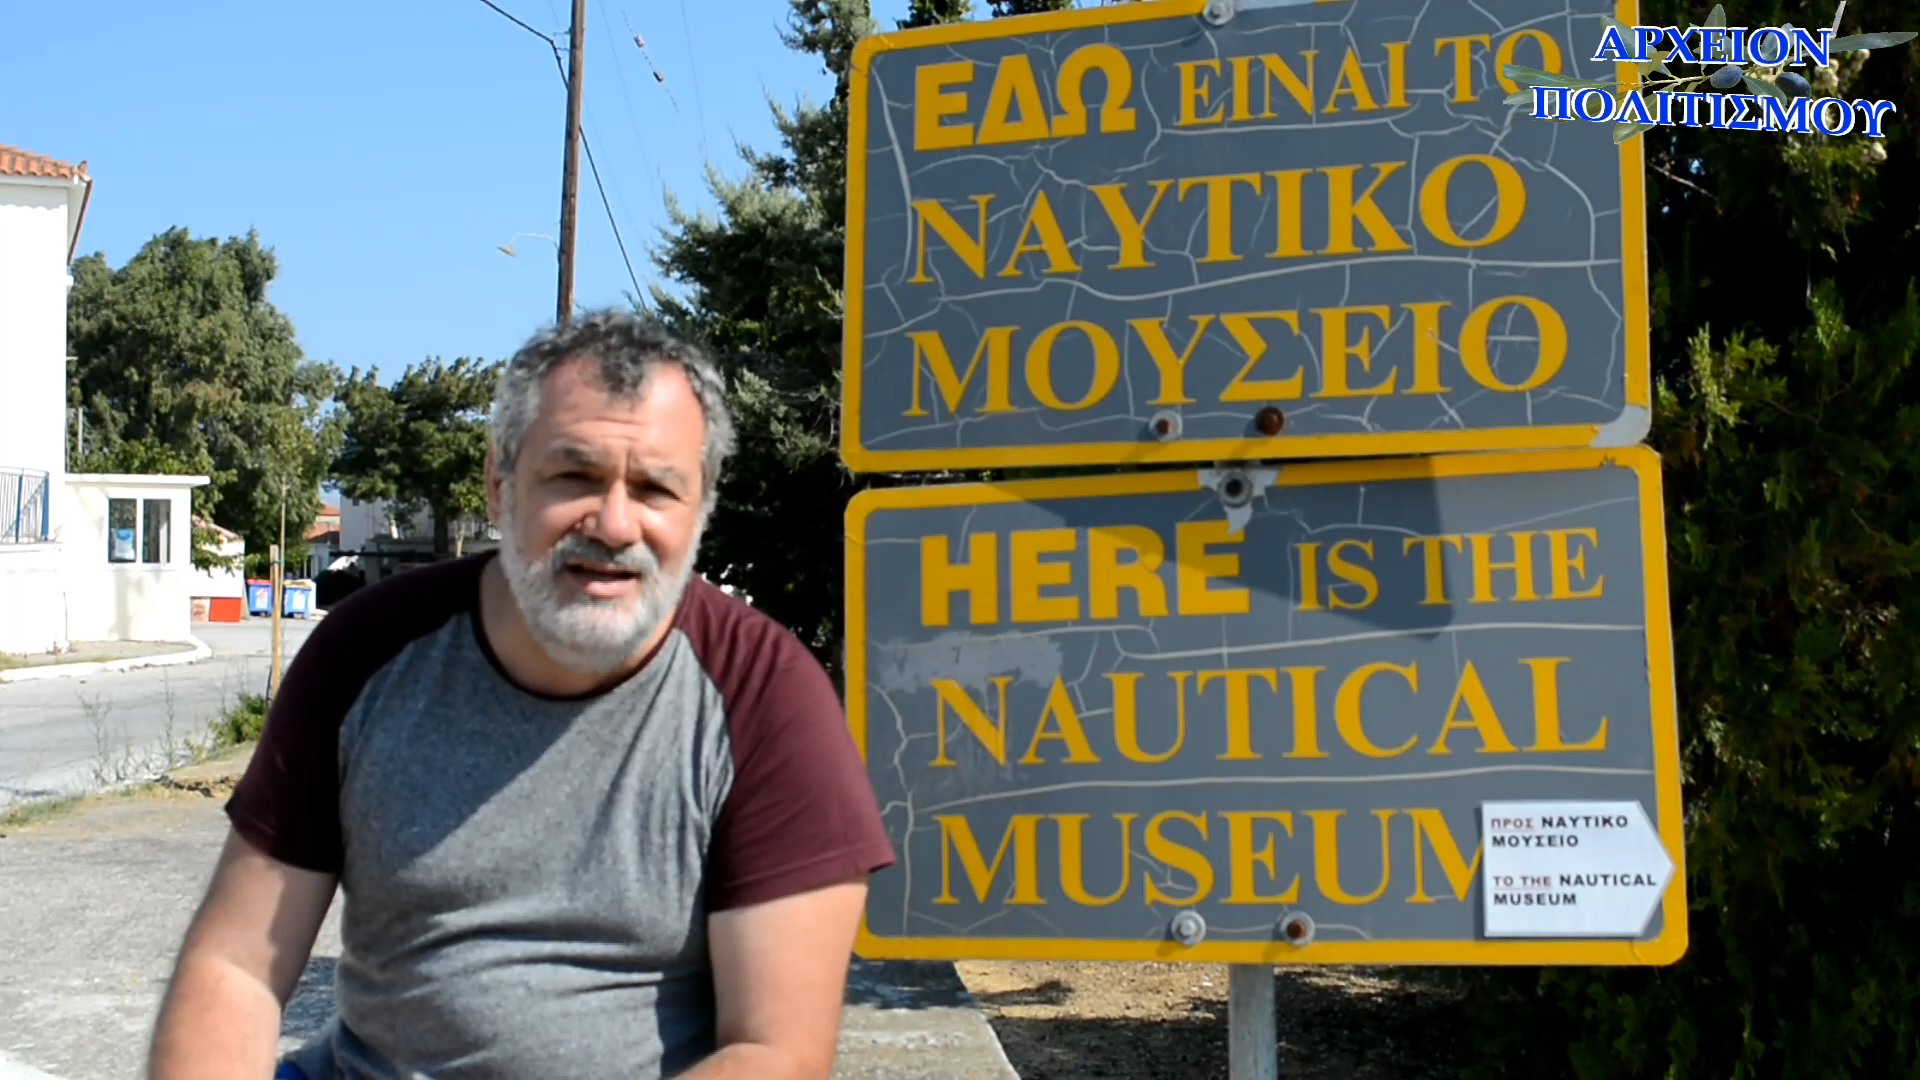 ΑΡΧΕΙΟΝ
ΠΟΛΙΤΙΣΜΟΥ
ΕΔΩ ΕΙΝΑΙ ΤΟ
ΝΑΥΤΙΚΟ
ΜΟΥΣΕΙΟ
HERE IS THE
NAUTICAL
MUSEUM
ΠΡΟΣ ΝΑΥΤΙΚΟ
ΜΟΥΣΕΙΟ
TO THE NAUTICAL
MUSEUM